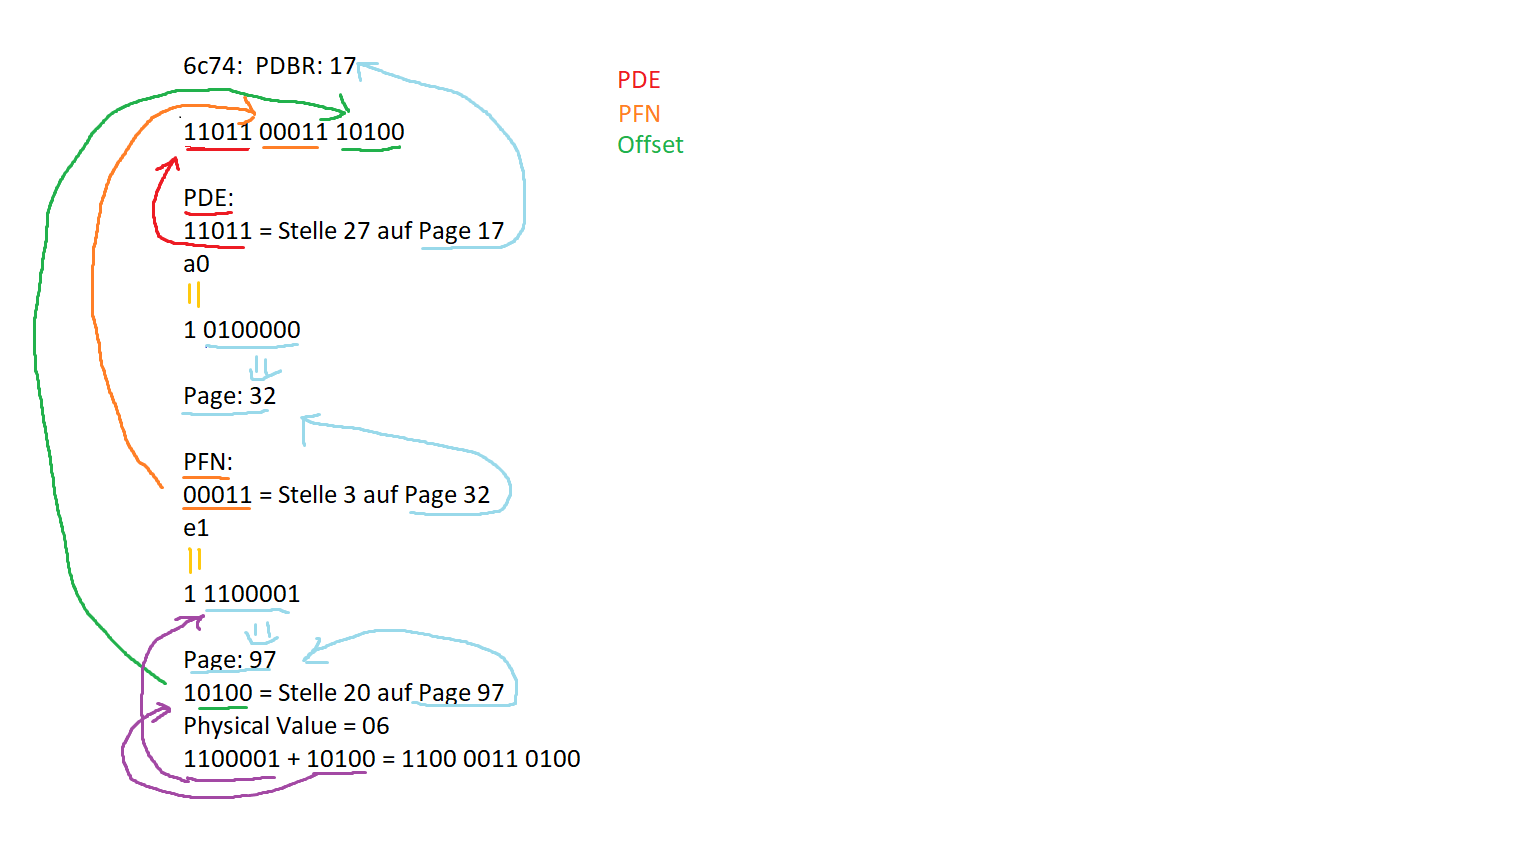 6c74:  PDBR: 17
PDE
PFN
Offset
11011 00011 10100
PDE:
11011 = Stelle 27 auf Page 17
a0
1 0100000
Page: 32
PFN:
00011 = Stelle 3 auf Page 32
e1
1 1100001
Page: 97
10100 = Stelle 20 auf Page 97
Physical Value = 06
1100001 + 10100 = 1100 0011 0100